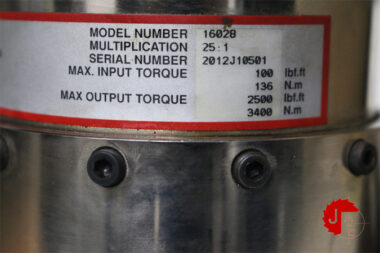 MODEL NUMBER 16028
MULTIPLICATION 25:1
SERIAL NUMBER 2012J10501
MAX. INPUT TORQUE 100 lbf.ft
136 N.m
MAX OUTPUT TORQUE 2500 lbf.ft
3400 N.m